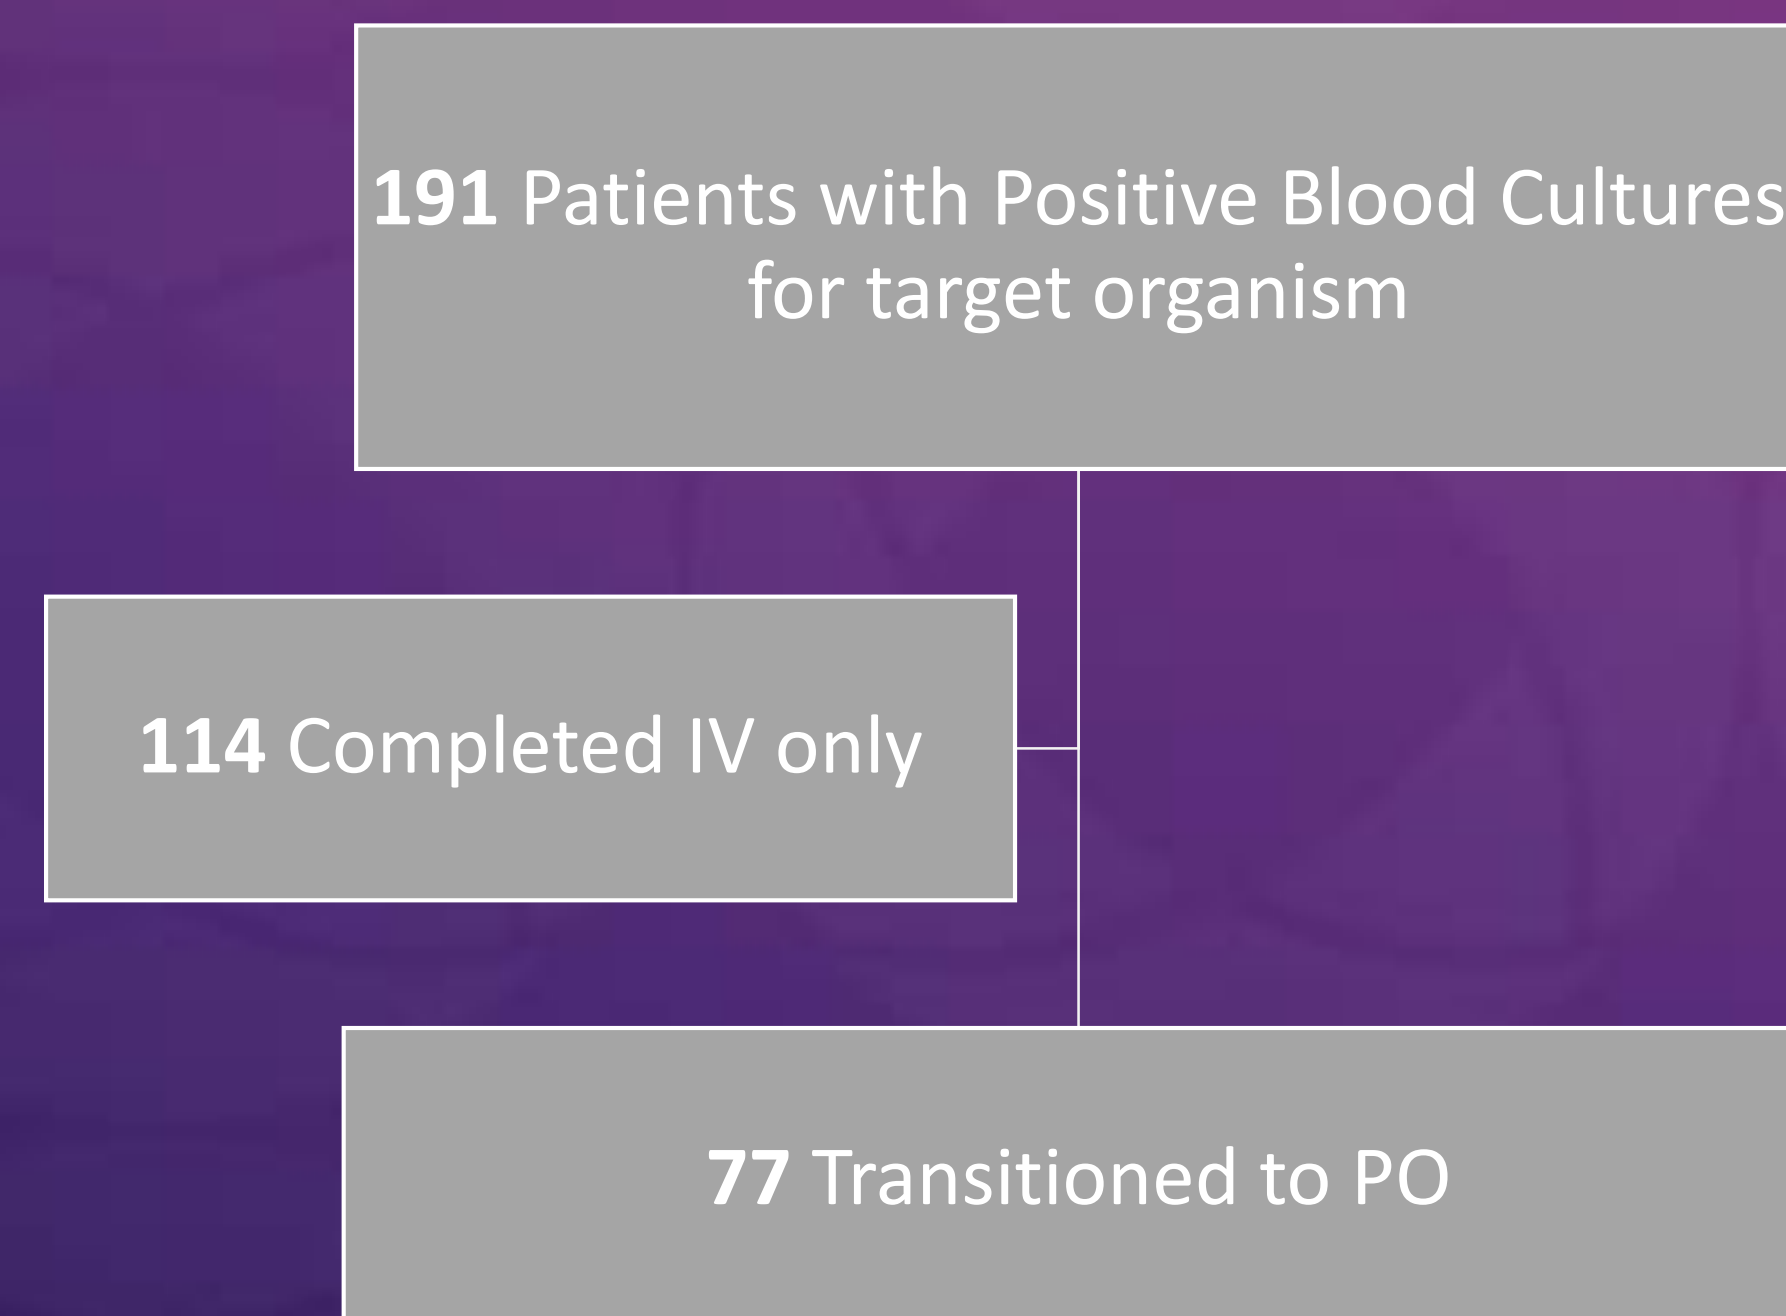 191 Patients with Positive Blood Cultures
for target organism
114 Completed IV only
77 Transitioned to PO